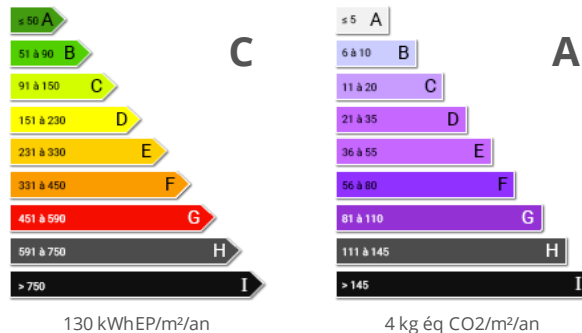 ≤ 50 A
51 à 90 B
91 à 150 C
151 à 230 D
231 à 330 E
331 à 450 F
451 à 590 G
591 à 750 H
> 750 I
C
130 kWhEP/m²/an
≤ 5 A
6 à 10 B
11 à 20 C
21 à 35 D
36 à 55 E
56 à 80 F
81 à 110 G
111 à 145 H
> 145 I
A
4 kg éq CO2/m²/an